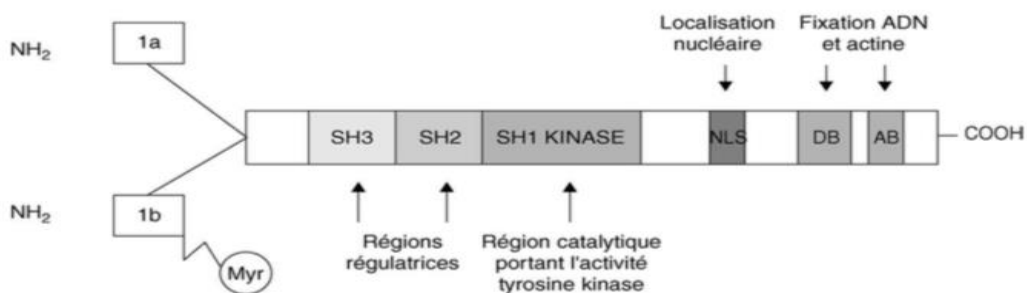 Localisation
nucléaire
Fixation ADN
et actine
NH2
1a
SH3
SH2
SH1 KINASE
NLS
DB
AB
COOH
NH2
1b
Myr
Régions
régulatrices
Région catalytique
portant l'activité
tyrosine kinase